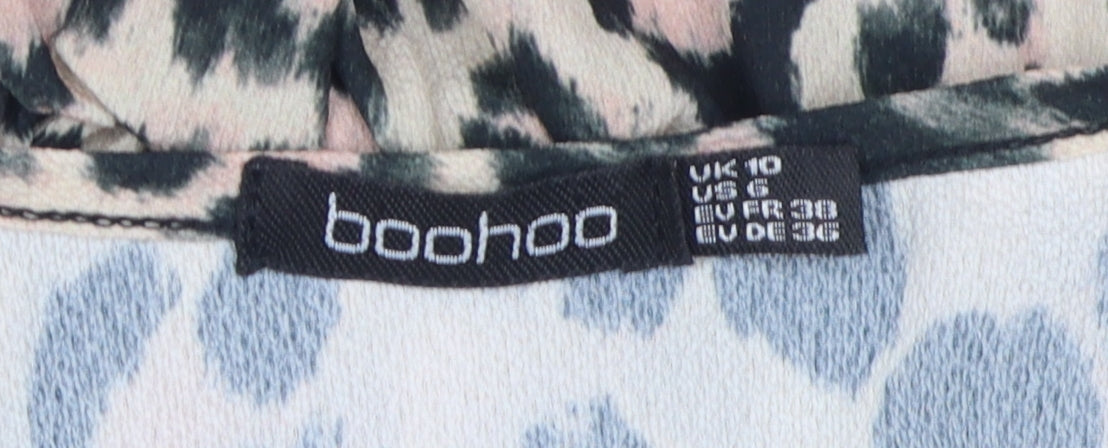 boohoo
UK 10
US 6
EU FR 38
EU DE 36